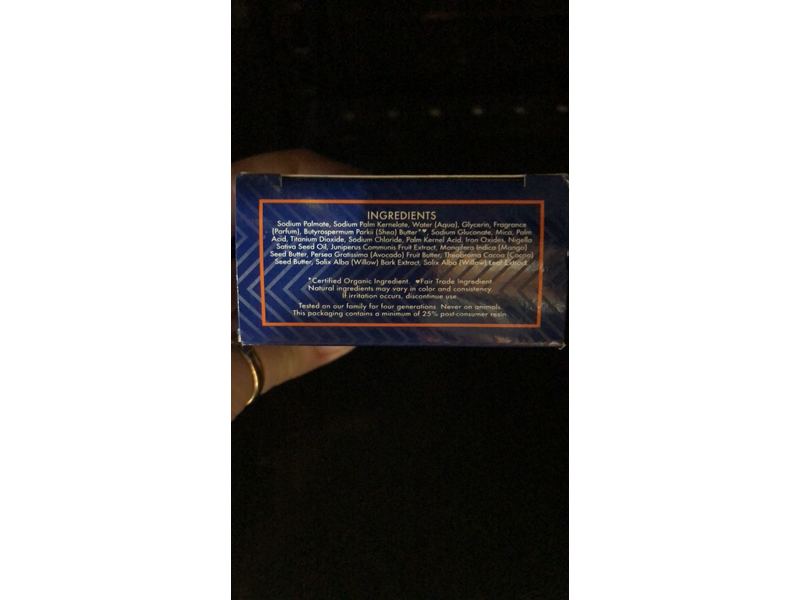 INGREDIENTS
Sodium Palmate, Sodium Palm Kernelate, Water (Aqua), Glycerin, Fragrance
(Parfum), Butyrospermum Parkii (Shea) Butter*♥, Sodium Gluconate, Mica, Palm
Acid, Titanium Dioxide, Sodium Chloride, Palm Kernel Acid, Iron Oxides, Nigella
Sativa Seed Oil, Juniperus Communis Fruit Extract, Mangifera Indica (Mango)
Seed Butter, Persea Gratissima (Avocado) Fruit Butter, Theobroma Cacao (Cocoa)
Seed Butter, Salix Alba (Willow) Bark Extract, Salix Alba (Willow) Leaf Extract
*Certified Organic Ingredient. ♥Fair Trade Ingredient
Natural ingredients may vary in color and consistency.
If irritation occurs, discontinue use.
Tested on our family for four generations. Never on animals.
This packaging contains a minimum of 25% post-consumer resin